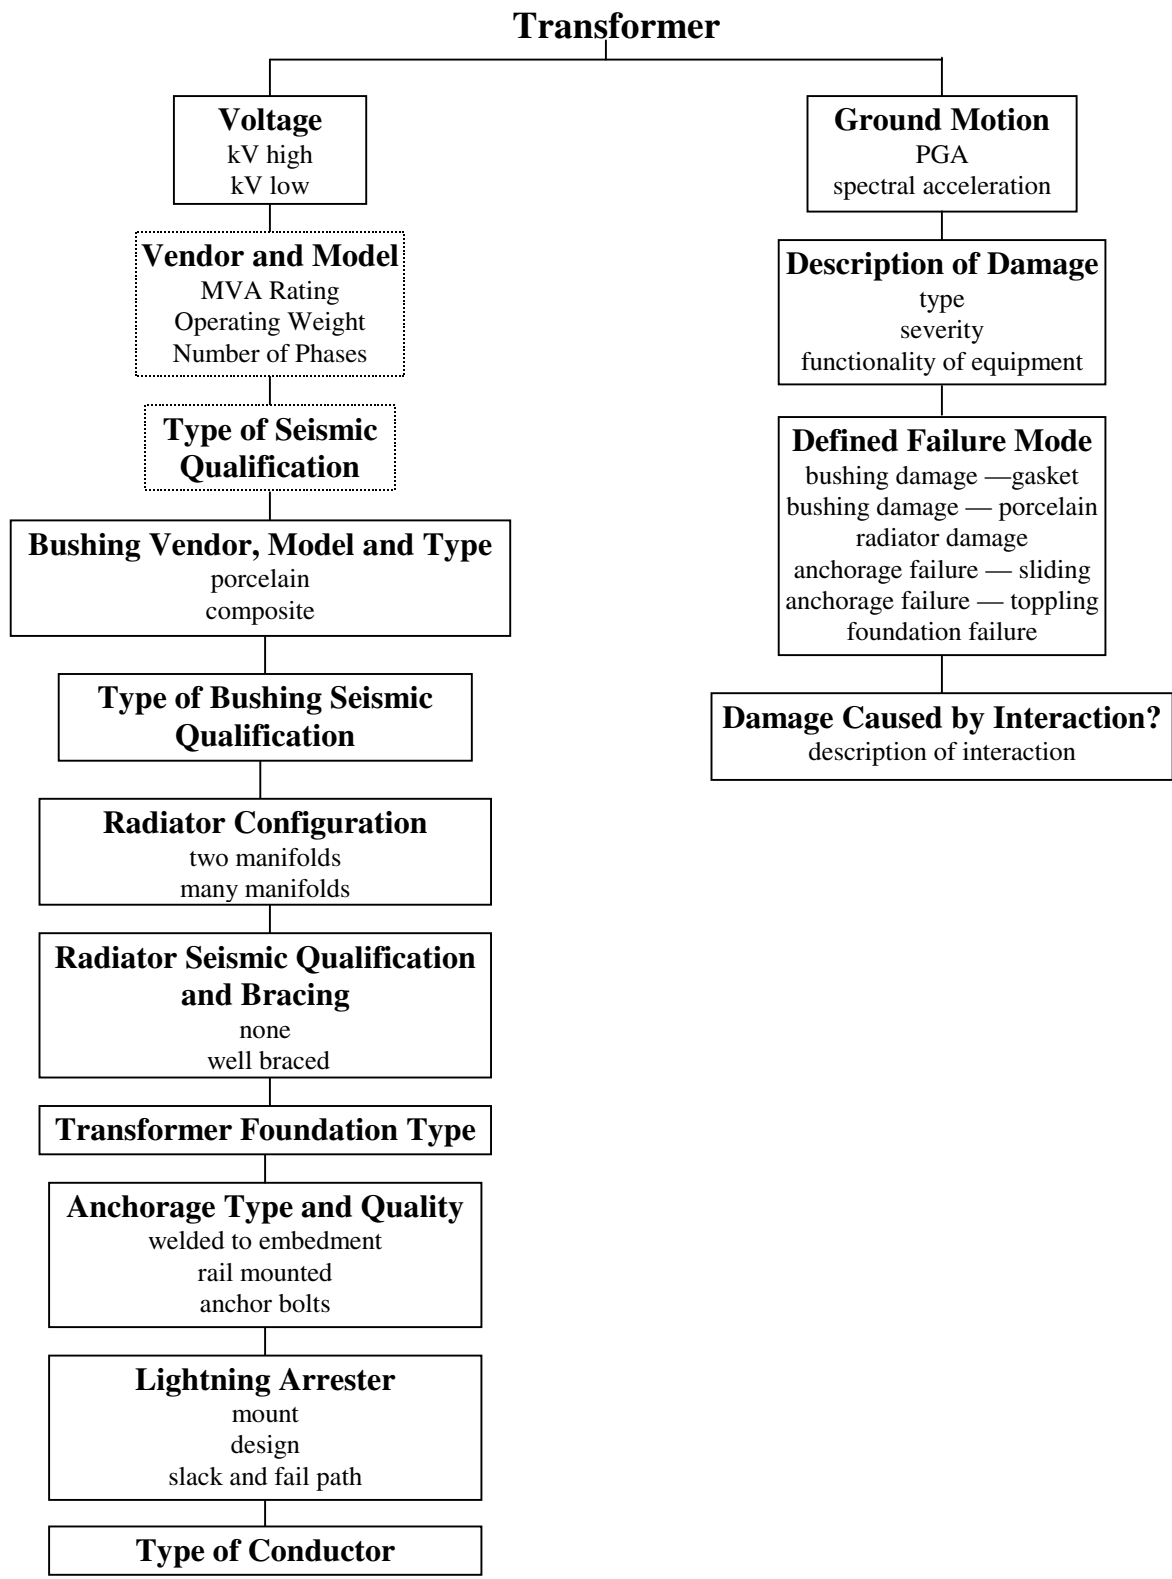 Transformer
Voltage
kV high
kV low
Vendor and Model
MVA Rating
Operating Weight
Number of Phases
Type of Seismic
Qualification
Bushing Vendor, Model and Type
porcelain
composite
Type of Bushing Seismic
Qualification
Radiator Configuration
two manifolds
many manifolds
Radiator Seismic Qualification
and Bracing
none
well braced
Transformer Foundation Type
Anchorage Type and Quality
welded to embedment
rail mounted
anchor bolts
Lightning Arrester
mount
design
slack and fail path
Type of Conductor
Ground Motion
PGA
spectral acceleration
Description of Damage
type
severity
functionality of equipment
Defined Failure Mode
bushing damage —gasket
bushing damage — porcelain
radiator damage
anchorage failure — sliding
anchorage failure — toppling
foundation failure
Damage Caused by Interaction?
description of interaction